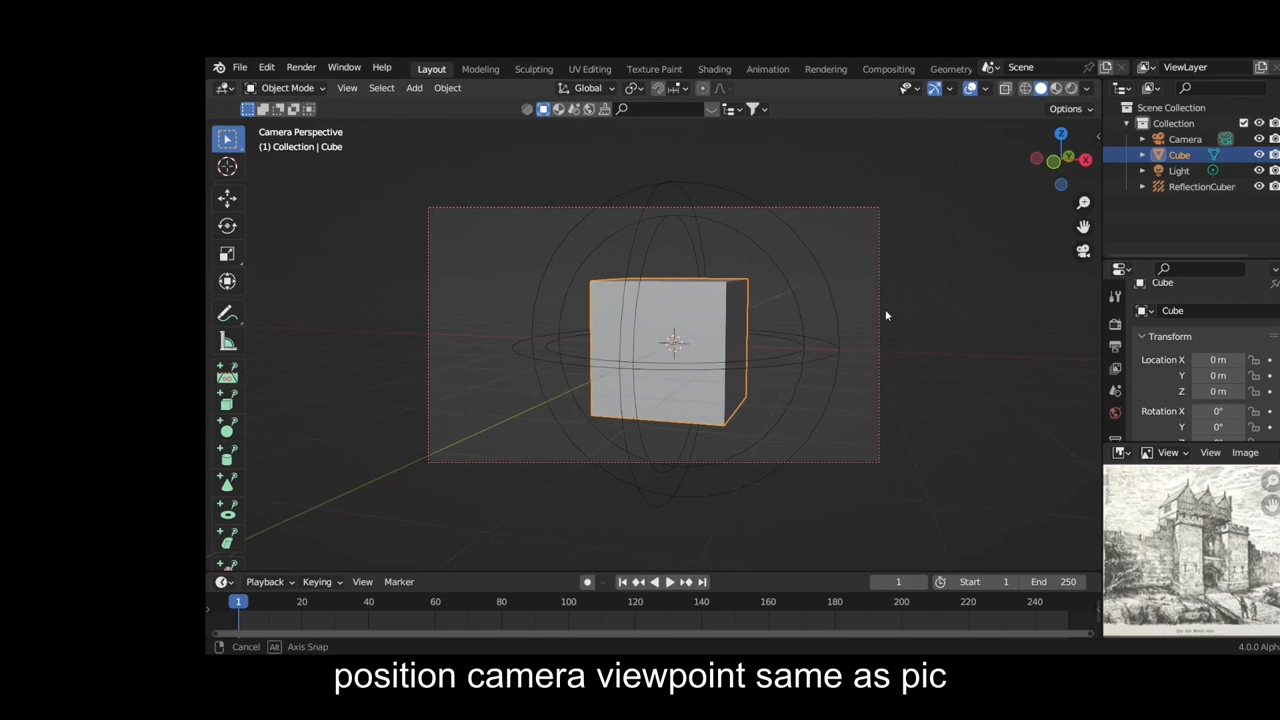 File Edit Render Window Help Layout Modeling Sculpting UV Editing Texture Paint Shading Animation Rendering Compositing Geometry Scene ViewLayer
Object Mode View Select Add Object Global
Options
Camera Perspective
(1) Collection | Cube
Z
Y
X
Scene Collection
Collection
Camera
Cube
Light
ReflectionCuber
Cube
Cube
Transform
Location X 0 m
Y 0 m
Z 0 m
Rotation X 0°
Y 0°
View View Image
Playback Keying View Marker 1 Start 1 End 250
1 20 40 60 80 100 120 140 160 180 200 220 240
Cancel Alt Axis Snap
4.0.0 Alpha
position camera viewpoint same as pic